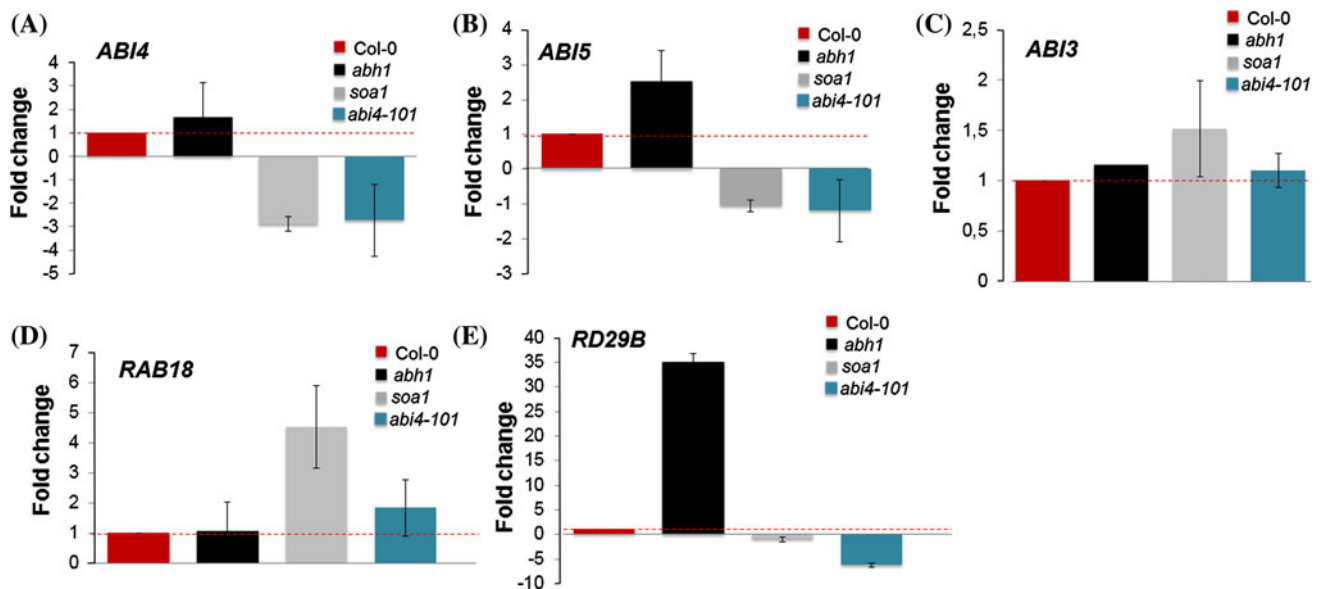 (A)
ABI4
Col-0
abh1
soa1
abi4-101
Fold change
4
3
2
1
0
-1
-2
-3
-4
-5
(B)
ABI5
Col-0
abh1
soa1
abi4-101
Fold change
4
3
2
1
0
-1
-2
-3
(C)
ABI3
Col-0
abh1
soa1
abi4-101
Fold change
2,5
2
1,5
1
0,5
0
(D)
RAB18
Col-0
abh1
soa1
abi4-101
Fold change
7
6
5
4
3
2
1
0
(E)
RD29B
Col-0
abh1
soa1
abi4-101
Fold change
40
35
30
25
20
15
10
5
0
-5
-10